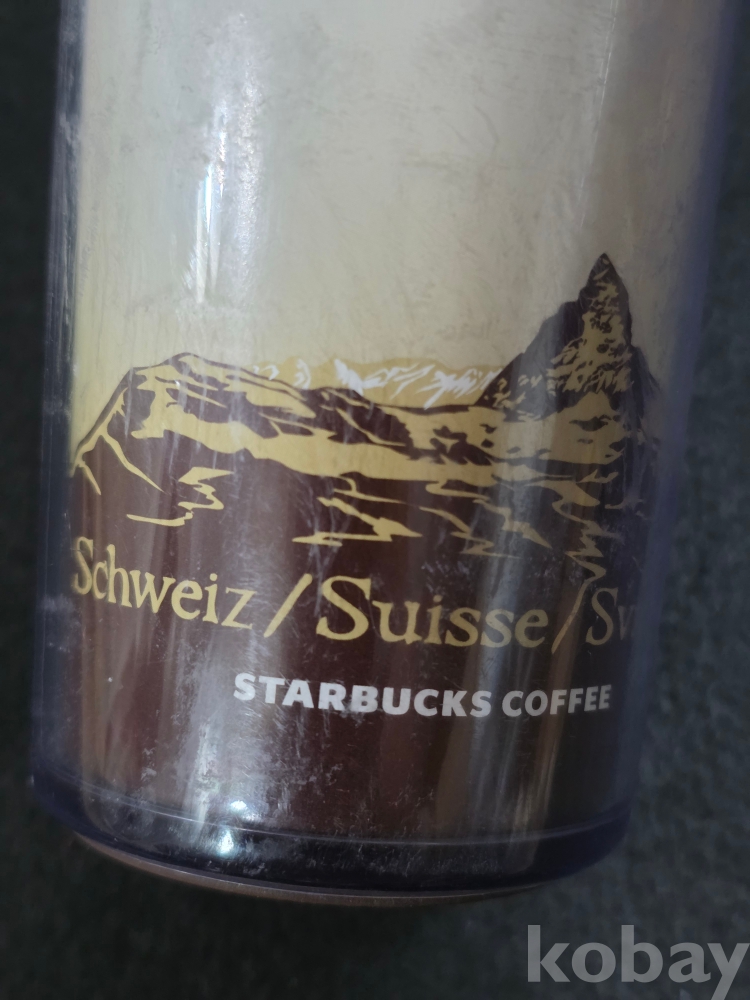 Schweiz / Suisse /
STARBUCKS COFFEE
kobay